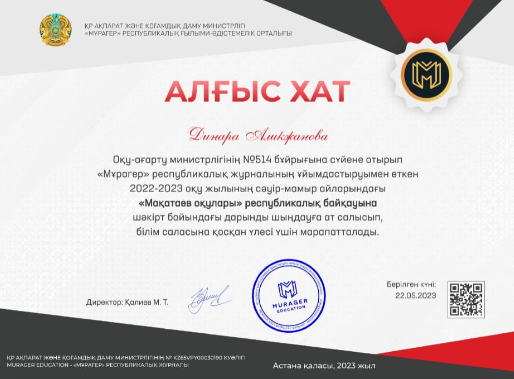 ҚР АҚПАРАТ ЖӘНЕ ҚОҒАМДЫҚ ДАМУ МИНИСТРЛІГІ
«МҰРАГЕР» РЕСПУБЛИКАЛЫҚ ҒЫЛЫМИ-ӘДІСТЕМЕЛІК ОРТАЛЫҒЫ
АЛҒЫС ХАТ
Динара Аликжанова
Оқу-ағарту министрлігінің №514 бұйрығына сүйене отырып
«Мұрагер» республикалық журналының ұйымдастыруымен өткен
2022-2023 оқу жылының сәуір-мамыр айларындағы
«Мақатаев оқулары» республикалық байқауына
шәкірт бойындағы дарынды шыңдауға ат салысып,
білім саласына қосқан үлесі үшін марапатталады.
Берілген күні:
22.05.2023
Директор: Қалиав М. Т.
MURAGER
EDUCATION
ҚР АҚПАРАТ ЖӘНЕ ҚОҒАМДЫҚ ДАМУ МИНИСТРЛІГІНІҢ № KZ65VPY00030190 КУӘЛІГІ
MURAGER EDUCATION - «МҰРАГЕР» РЕСПУБЛИКАЛЫҚ ЖУРНАЛЫ
Астана қаласы, 2023 жыл